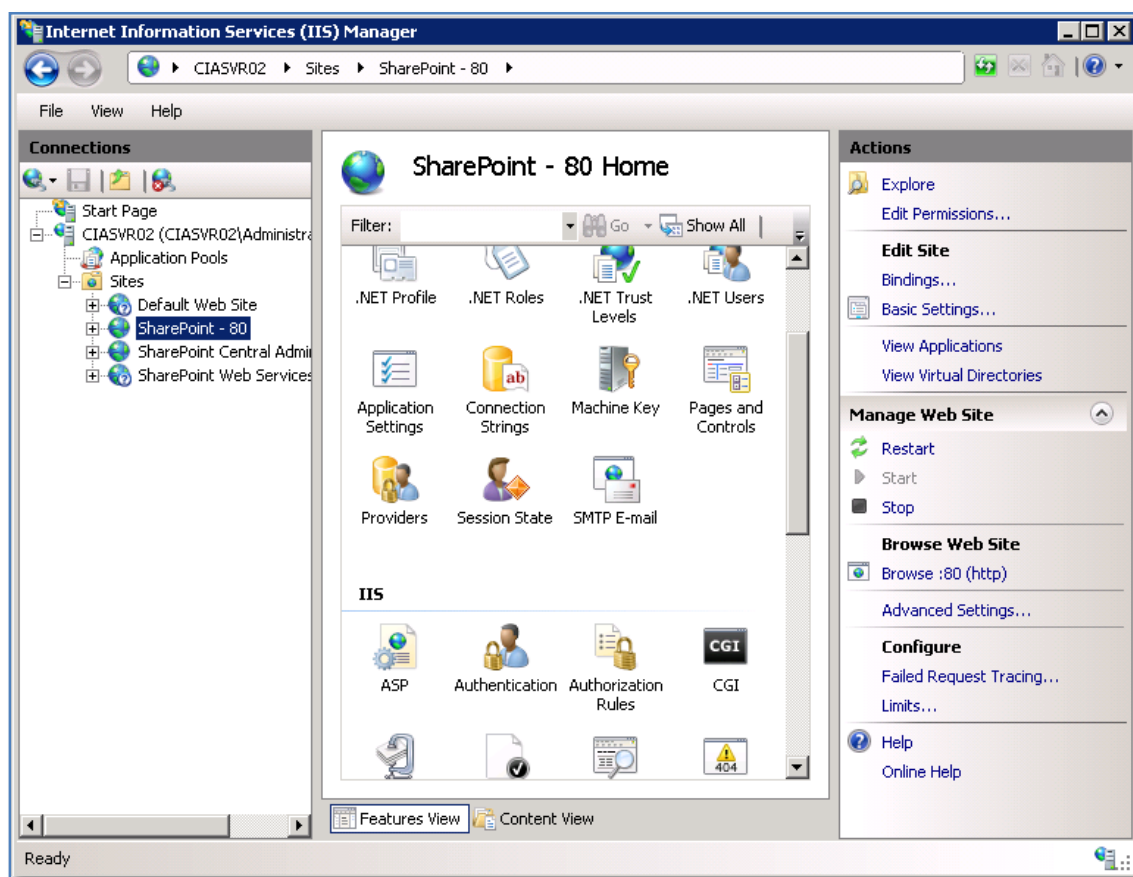 Internet Information Services (IIS) Manager
CIASVR02 Sites SharePoint - 80
File View Help
Connections
Start Page
CIASVR02 (CIASVR02\Administra
Application Pools
Sites
Default Web Site
SharePoint - 80
SharePoint Central Admi
SharePoint Web Services
SharePoint - 80 Home
Filter: Go Show All
.NET Profile
.NET Roles
.NET Trust
Levels
.NET Users
Application
Settings
Connection
Strings
ab
Machine Key
Pages and
Controls
Providers
Session State
SMTP E-mail
IIS
ASP
Authentication
Authorization
Rules
CGI
CGI
404
Features View Content View
Actions
Explore
Edit Permissions...
Edit Site
Bindings...
Basic Settings...
View Applications
View Virtual Directories
Manage Web Site
Restart
Start
Stop
Browse Web Site
Browse :80 (http)
Advanced Settings...
Configure
Failed Request Tracing...
Limits...
Help
Online Help
Ready